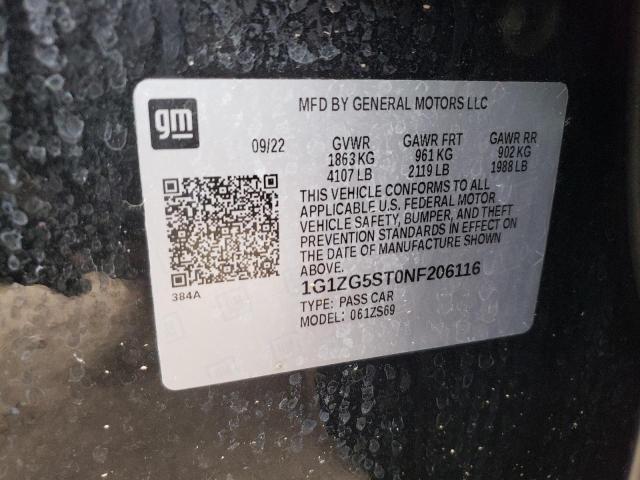 gm
MFD BY GENERAL MOTORS LLC
09/22 GVWR GAWR FRT GAWR RR
1863 KG 961 KG 902 KG
4107 LB 2119 LB 1988 LB
THIS VEHICLE CONFORMS TO ALL
APPLICABLE U.S. FEDERAL MOTOR
VEHICLE SAFETY, BUMPER, AND THEFT
PREVENTION STANDARDS IN EFFECT ON
THE DATE OF MANUFACTURE SHOWN
ABOVE.
384A
1G1ZG5ST0NF206116
TYPE: PASS CAR
MODEL: 061ZS69